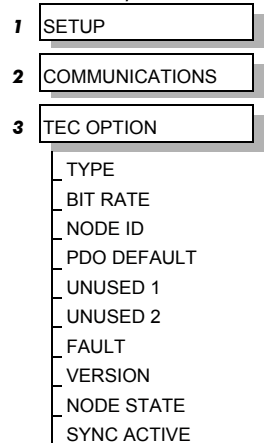 1 SETUP
2 COMMUNICATIONS
3 TEC OPTION
TYPE
BIT RATE
NODE ID
PDO DEFAULT
UNUSED 1
UNUSED 2
FAULT
VERSION
NODE STATE
SYNC ACTIVE